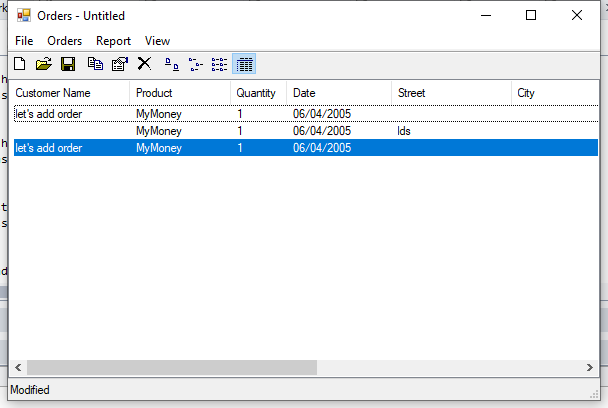 Orders - Untitled
File Orders Report View
Customer Name Product Quantity Date Street City
let's add order MyMoney 1 06/04/2005
MyMoney 1 06/04/2005 lds
let's add order MyMoney 1 06/04/2005
Modified